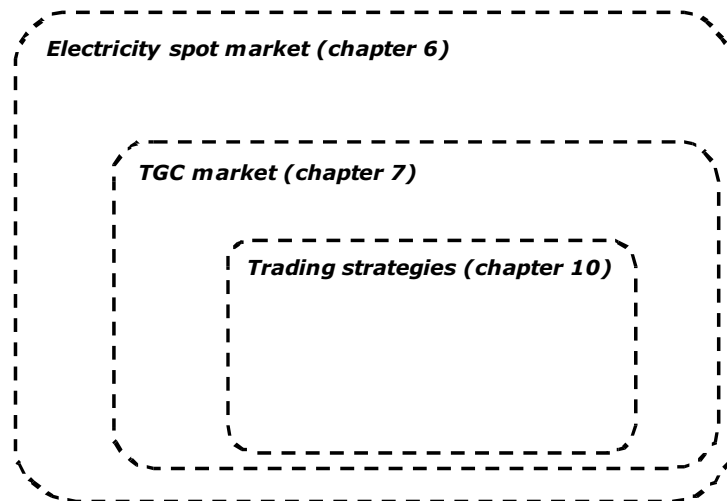 Electricity spot market (chapter 6)
TGC market (chapter 7)
Trading strategies (chapter 10)